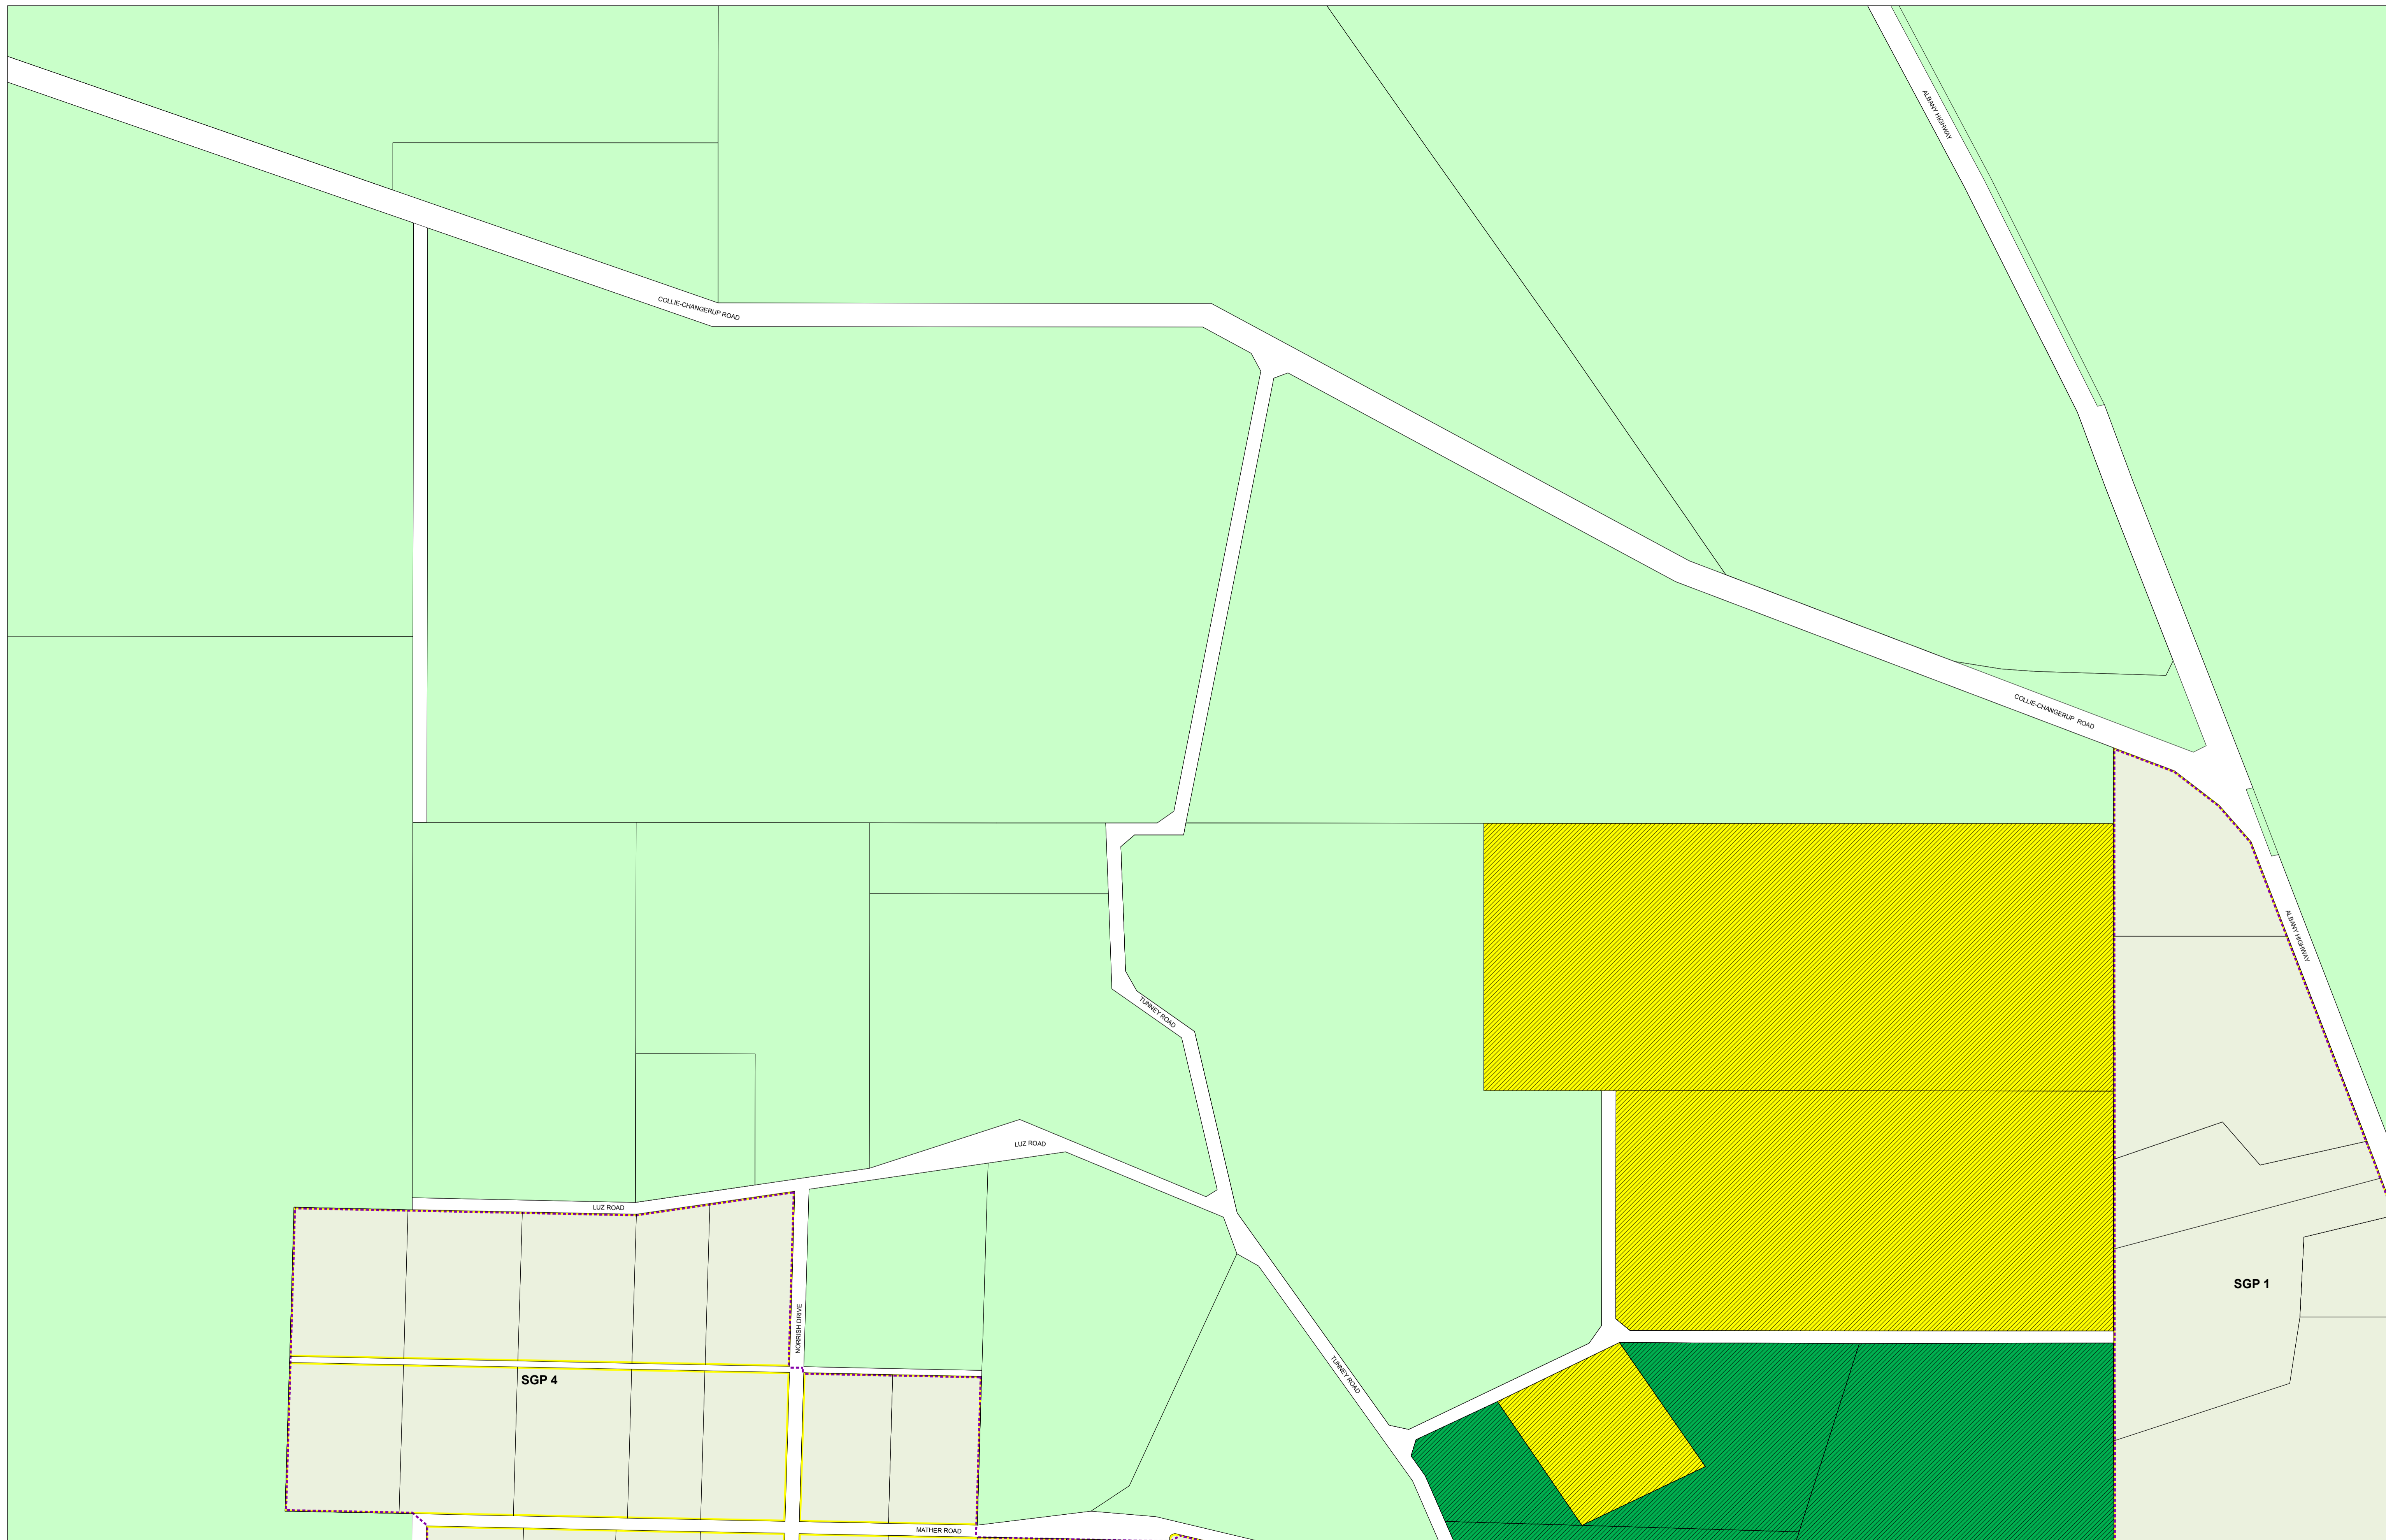 ALBANY HIGHWAY
COLLIE-CHANGERUP ROAD
COLLIE-CHANGERUP ROAD
ALBANY HIGHWAY
TUNNEY ROAD
LUZ ROAD
LUZ ROAD
SGP 1
NORRISH DRIVE
TUNNEY ROAD
SGP 4
MATHER ROAD